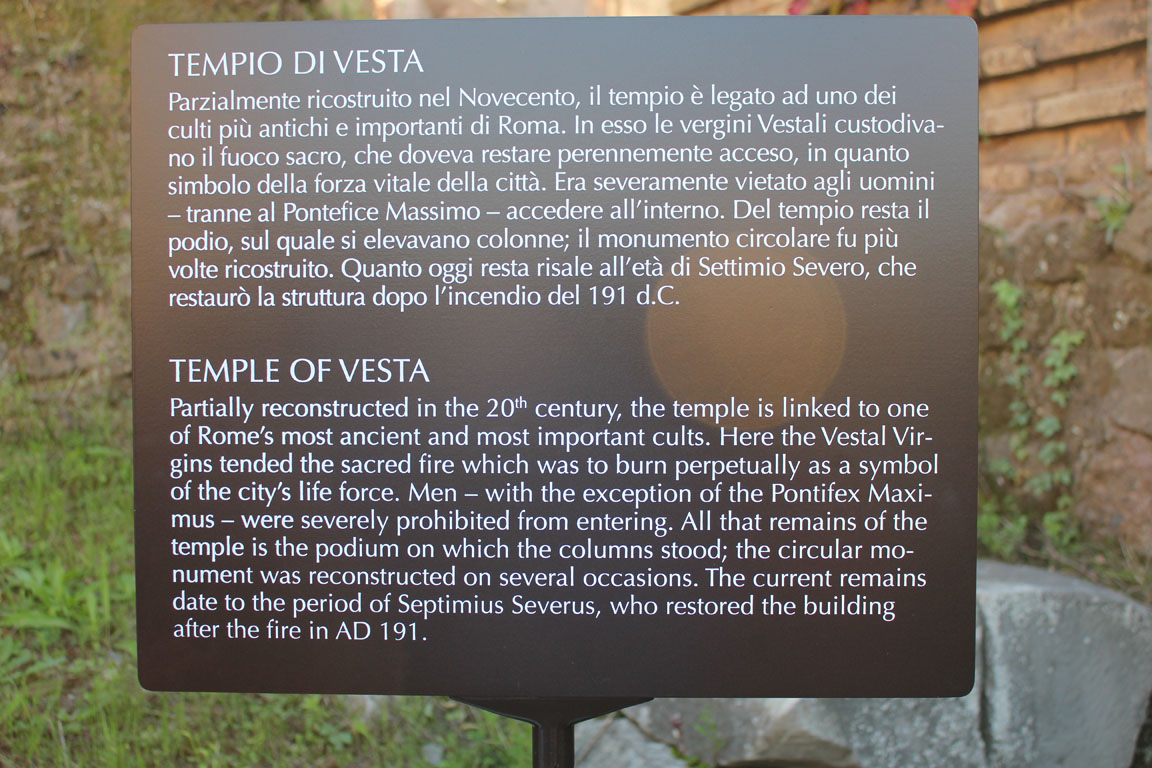 TEMPIO DI VESTA
Parzialmente ricostruito nel Novecento, il tempio è legato ad uno dei
culti più antichi e importanti di Roma. In esso le vergini Vestali custodiva-
no il fuoco sacro, che doveva restare perennemente acceso, in quanto
simbolo della forza vitale della città. Era severamente vietato agli uomini
– tranne al Pontefice Massimo – accedere all'interno. Del tempio resta il
podio, sul quale si elevavano colonne; il monumento circolare fu più
volte ricostruito. Quanto oggi resta risale all'età di Settimio Severo, che
restaurò la struttura dopo l'incendio del 191 d.C.
TEMPLE OF VESTA
Partially reconstructed in the 20th century, the temple is linked to one
of Rome's most ancient and most important cults. Here the Vestal Vir-
gins tended the sacred fire which was to burn perpetually as a symbol
of the city's life force. Men – with the exception of the Pontifex Maxi-
mus – were severely prohibited from entering. All that remains of the
temple is the podium on which the columns stood; the circular mo-
nument was reconstructed on several occasions. The current remains
date to the period of Septimius Severus, who restored the building
after the fire in AD 191.